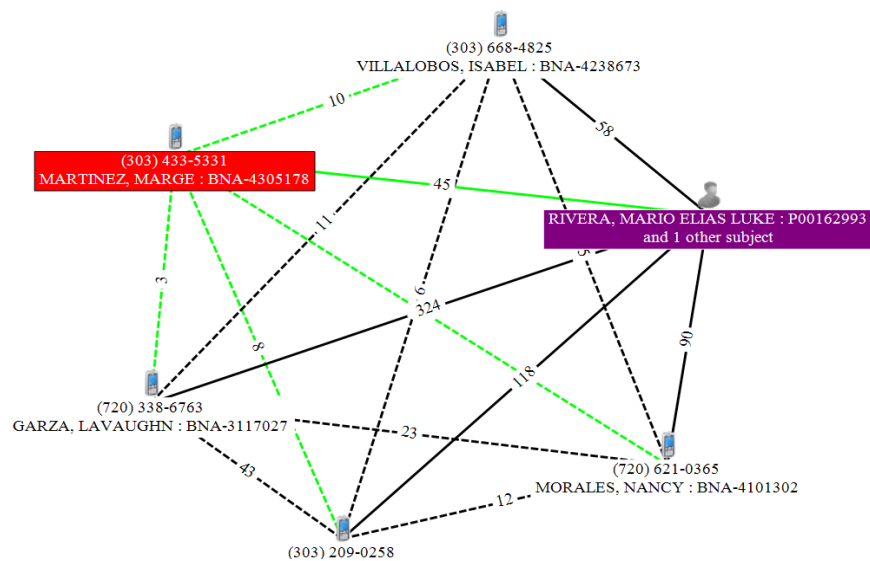 (303) 668-4825
VILLALOBOS, ISABEL : BNA-4238673
10
58
(303) 433-5331
MARTINEZ, MARGE : BNA-4305178
45
11
RIVERA, MARIO ELIAS LUKE : P00162993
and 1 other subject
3
324
90
8
118
(720) 338-6763
GARZA, LAVAUGHN : BNA-3117027
23
43
(720) 621-0365
MORALES, NANCY : BNA-4101302
12
(303) 209-0258